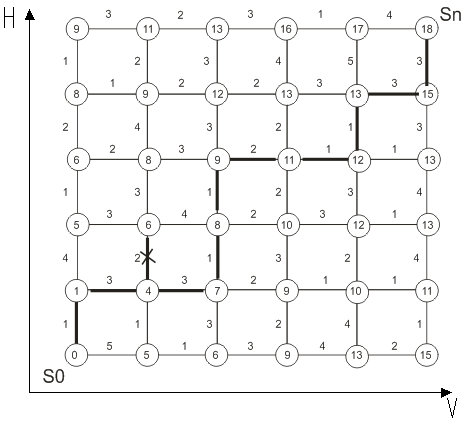 H 3 2 3 1 4 Sn
9 11 13 16 17 18
1 2 3 4 5 3
1 2 2 3 3
8 9 12 13 13 15
2 4 3 2 1 3
2 3 2 1 1
6 8 9 11 12 13
1 3 1 2 3 4
3 4 2 3 1
5 6 8 10 12 13
4 2 1 3 2 4
3 3 2 1 1
1 4 7 9 10 11
1 1 3 2 4 1
5 1 3 4 2
0 5 6 9 13 15
S0
V